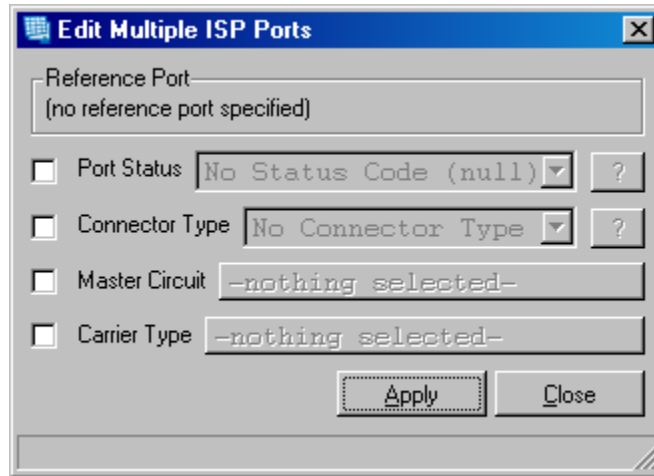 Edit Multiple ISP Ports
Reference Port
(no reference port specified)
Port Status No Status Code (null) ?
Connector Type No Connector Type ?
Master Circuit -nothing selected-
Carrier Type -nothing selected-
Apply Close